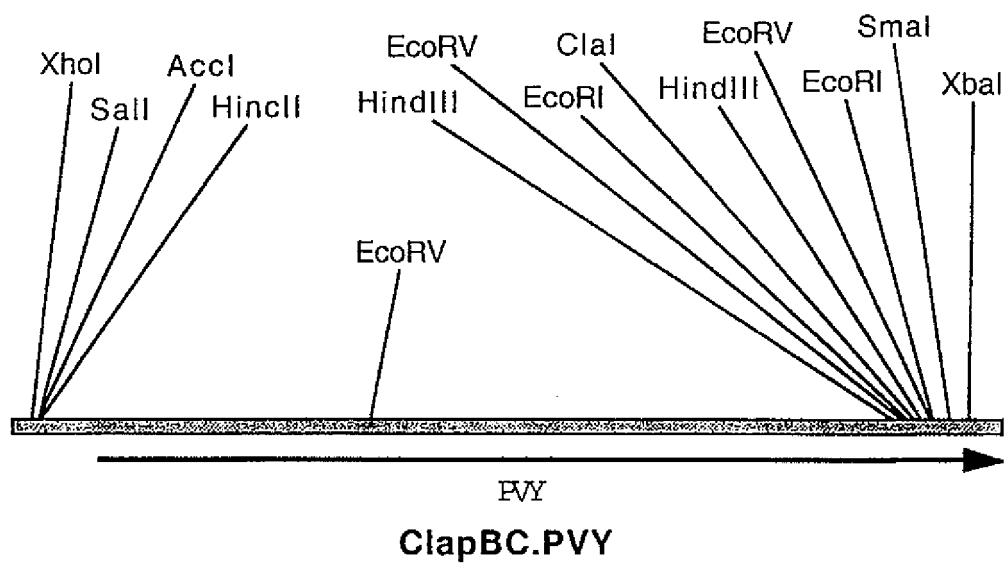 XhoI
SalI
AccI
HincII
EcoRV
HindIII
EcoRV
EcoRI
ClaI
HindIII
EcoRV
EcoRI
SmaI
XbaI
PVY
ClapBC.PVY